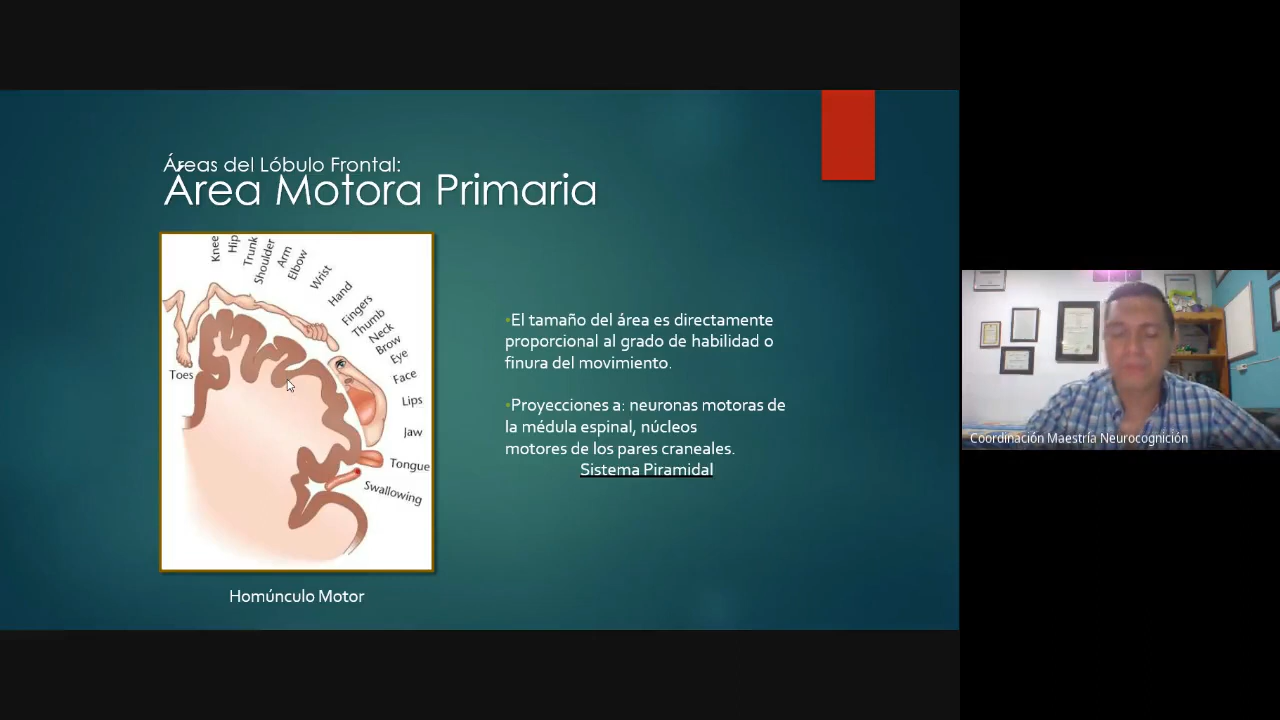 Áreas del Lóbulo Frontal:
Área Motora Primaria
Knee
Hip
Trunk
Shoulder
Arm
Elbow
Wrist
Hand
Fingers
Thumb
Neck
Brow
Eye
Face
Lips
Jaw
Tongue
Swallowing
Toes
Homúnculo Motor
•El tamaño del área es directamente
proporcional al grado de habilidad o
finura del movimiento.
•Proyecciones a: neuronas motoras de
la médula espinal, núcleos
motores de los pares craneales.
Sistema Piramidal
Coordinación Maestría Neurocognición